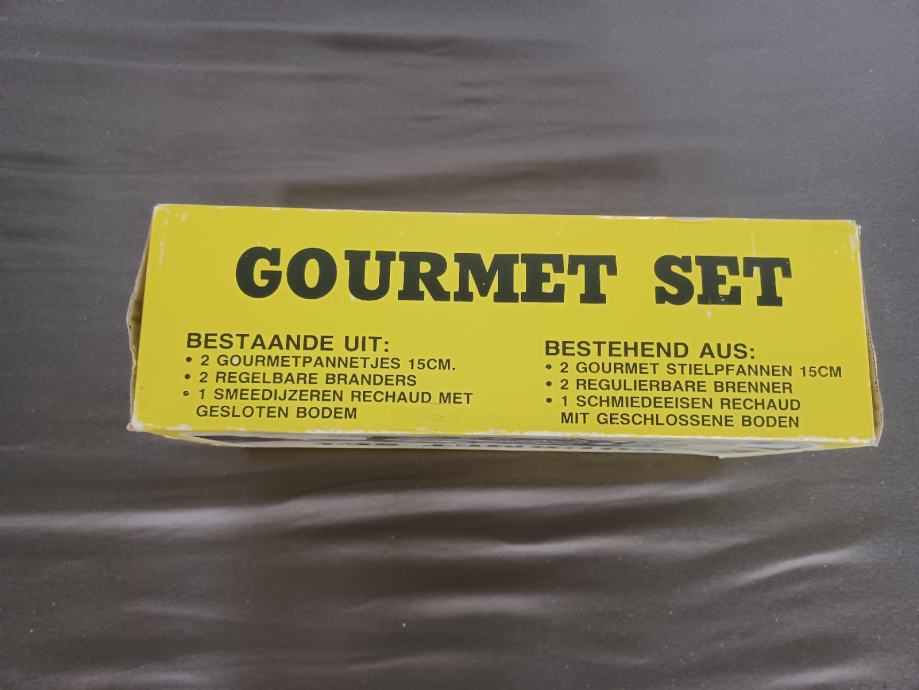 GOURMET SET
BESTAANDE UIT:
• 2 GOURMETPANNETJES 15CM.
• 2 REGELBARE BRANDERS
• 1 SMEEDIJZEREN RECHAUD MET
GESLOTEN BODEM
BESTEHEND AUS:
• 2 GOURMET STIELPFANNEN 15CM
• 2 REGULIERBARE BRENNER
• 1 SCHMIEDEEISEN RECHAUD
MIT GESCHLOSSENE BODEN